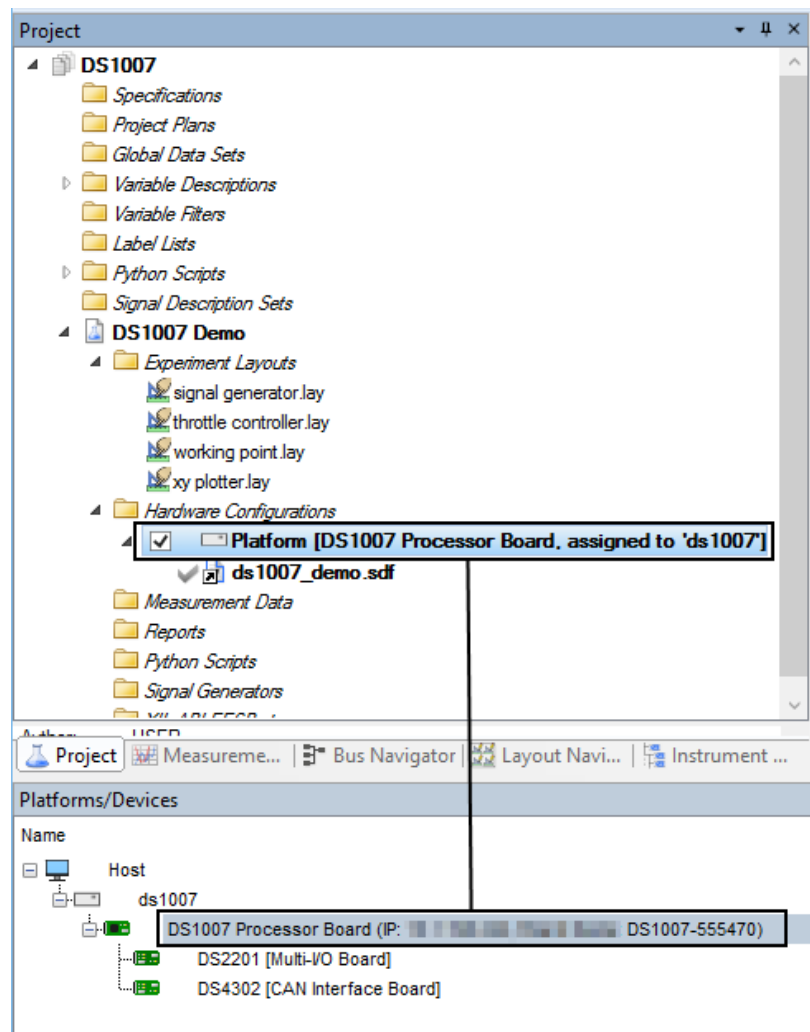 Project
DS1007
Specifications
Project Plans
Global Data Sets
Variable Descriptions
Variable Filters
Label Lists
Python Scripts
Signal Description Sets
DS1007 Demo
Experiment Layouts
signal generator.lay
throttle controller.lay
working point.lay
xy plotter.lay
Hardware Configurations
Platform [DS1007 Processor Board, assigned to 'ds1007']
ds1007_demo.sdf
Measurement Data
Reports
Python Scripts
Signal Generators
Project Measureme... Bus Navigator Layout Navi... Instrument ...
Platforms/Devices
Name
Host
ds1007
DS1007 Processor Board (IP: DS1007-555470)
DS2201 [Multi-I/O Board]
DS4302 [CAN Interface Board]